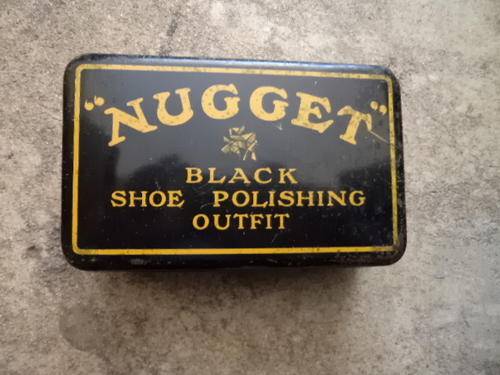 "NUGGET"
BLACK
SHOE POLISHING
OUTFIT